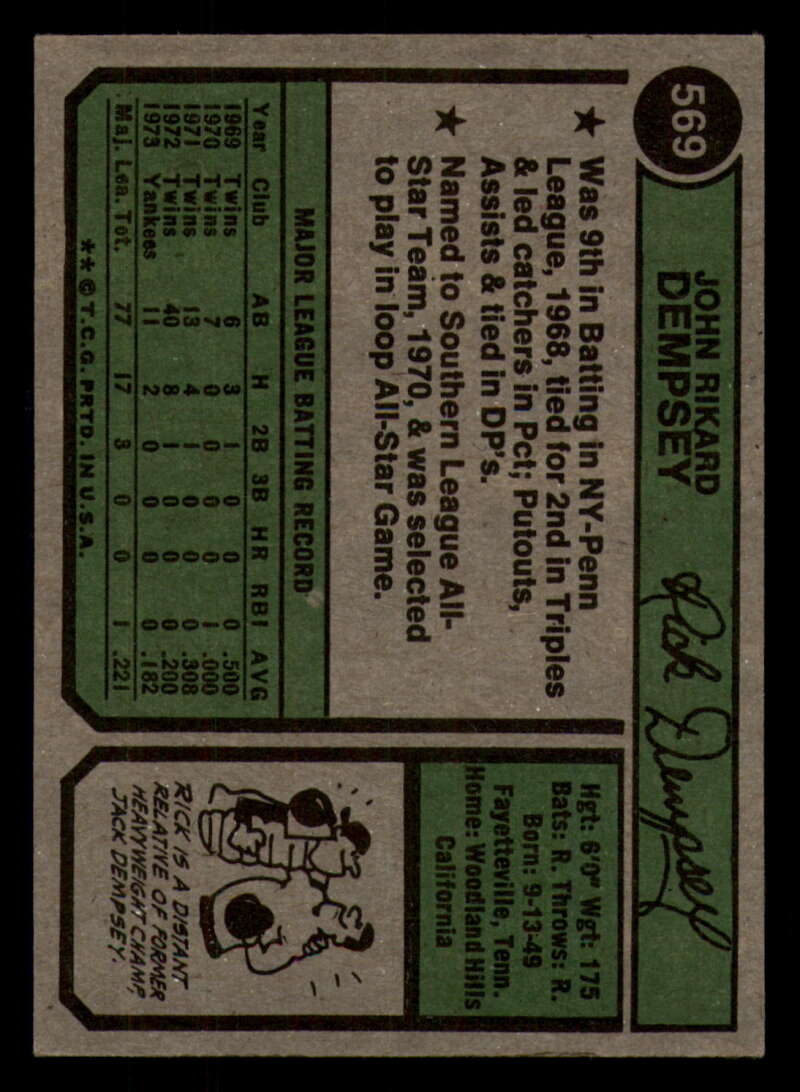 569
JOHN RIKARD
DEMPSEY
Rick Dempsey
★ Was 9th in Batting in NY-Penn
League, 1968, tied for 2nd in Triples
& led catchers in Pct; Putouts,
Assists & tied in DP's.
★ Named to Southern League All-
Star Team, 1970, & was selected
to play in loop All-Star Game.
MAJOR LEAGUE BATTING RECORD
Year Club AB H 2B 3B HR RBI AVG
1969 Twins 6 3 1 0 0 0 .500
1970 Twins 7 0 0 0 0 1 .000
1971 Twins 13 4 1 0 0 0 .308
1972 Twins 40 8 1 0 0 0 .200
1973 Yankees 11 2 0 0 0 0 .182
Maj. Lea. Tot. 77 17 3 0 0 1 .221
**©T.C.G. PRTD. IN U.S.A.
Hgt: 6'0" Wgt: 175
Bats: R. Throws: R.
Born: 9-13-49
Fayetteville, Tenn.
Home: Woodland Hills
California
RICK IS A DISTANT
RELATIVE OF FORMER
HEAVYWEIGHT CHAMP,
JACK DEMPSEY.